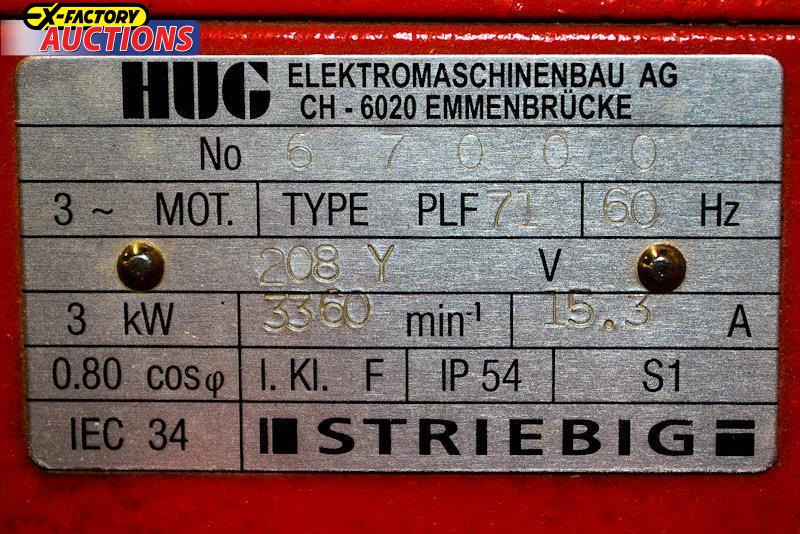 X-FACTORY
AUCTIONS
HUG ELEKTROMASCHINENBAU AG
CH - 6020 EMMENBRÜCKE
No 67000
3 ~ MOT. TYPE PLF 71 60 Hz
208 Y V
3 kW 3360 min⁻¹ 15.3 A
0.80 cosφ I. Kl. F IP 54 S1
IEC 34 STRIEBIG